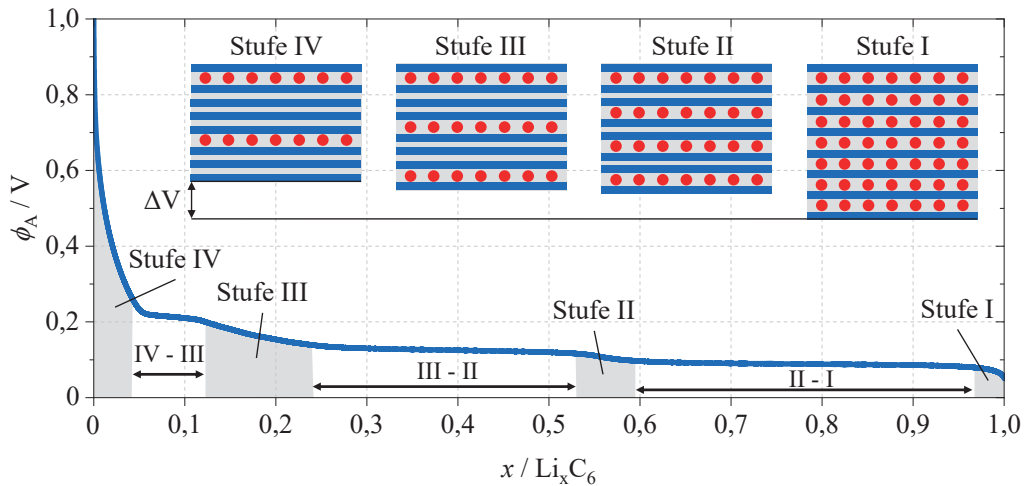 1,0
0,8
0,6
0,4
0,2
0
ϕA / V
Stufe IV
Stufe III
Stufe II
Stufe I
ΔV
Stufe IV
Stufe III
Stufe II
Stufe I
IV - III
III - II
II - I
0
0,1
0,2
0,3
0,4
0,5
0,6
0,7
0,8
0,9
1,0
x / LixC6